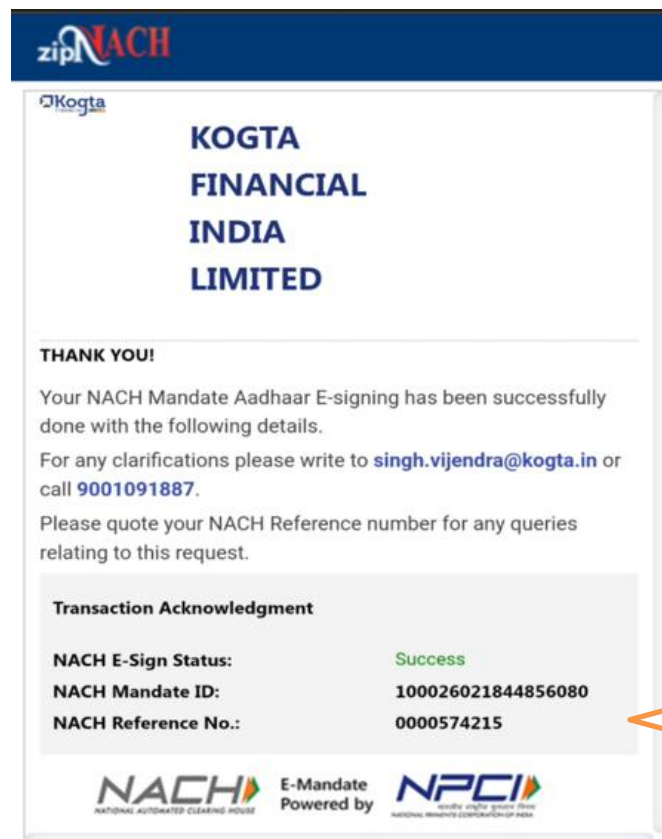 zipNACH
Kogta
KOGTA
FINANCIAL
INDIA
LIMITED
THANK YOU!
Your NACH Mandate Aadhaar E-signing has been successfully
done with the following details.
For any clarifications please write to singh.vijendra@kogta.in or
call 9001091887.
Please quote your NACH Reference number for any queries
relating to this request.
Transaction Acknowledgment
NACH E-Sign Status: Success
NACH Mandate ID: 100026021844856080
NACH Reference No.: 0000574215
NACH
NATIONAL AUTOMATED CLEARING HOUSE
E-Mandate
Powered by
NPCI
भारतीय राष्ट्रीय भुगतान निगम
NATIONAL PAYMENTS CORPORATION OF INDIA